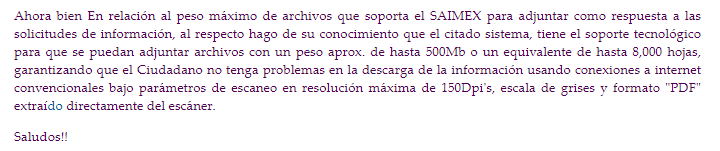 Ahora bien En relación al peso máximo de archivos que soporta el SAIMEX para adjuntar como respuesta a las
solicitudes de información, al respecto hago de su conocimiento que el citado sistema, tiene el soporte tecnológico
para que se puedan adjuntar archivos con un peso aprox. de hasta 500Mb o un equivalente de hasta 8,000 hojas,
garantizando que el Ciudadano no tenga problemas en la descarga de la información usando conexiones a internet
convencionales bajo parámetros de escaneo en resolución máxima de 150Dpi's, escala de grises y formato "PDF"
extraído directamente del escáner.
Saludos!!